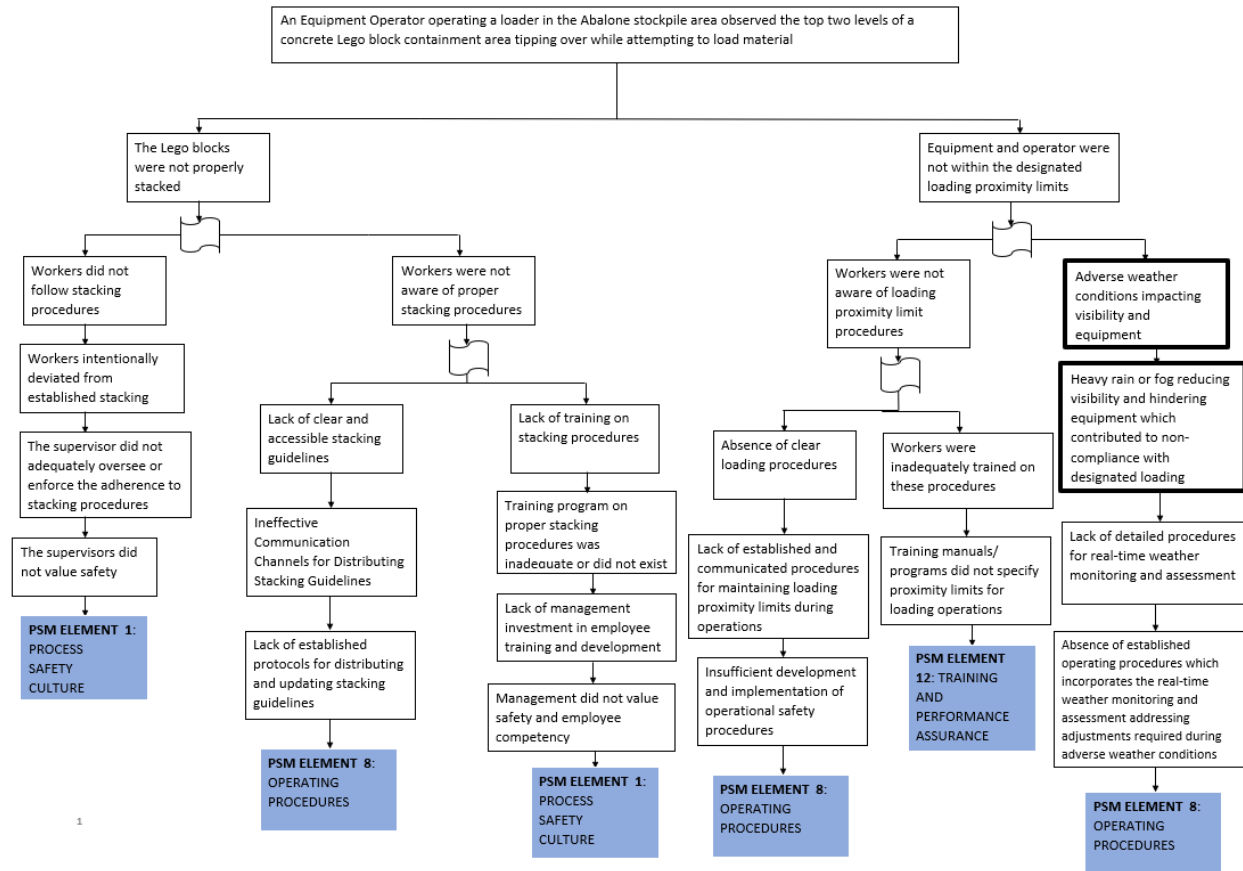 An Equipment Operator operating a loader in the Abalone stockpile area observed the top two levels of a
concrete Lego block containment area tipping over while attempting to load material
The Lego blocks
were not properly
stacked
Equipment and operator were
not within the designated
loading proximity limits
Workers did not
follow stacking
procedures
Workers were not
aware of proper
stacking procedures
Workers were not
aware of loading
proximity limit
procedures
Adverse weather
conditions impacting
visibility and
equipment
Workers intentionally
deviated from
established stacking
The supervisor did not
adequately oversee or
enforce the adherence to
stacking procedures
The supervisors did
not value safety
PSM ELEMENT 1:
PROCESS
SAFETY
CULTURE
Lack of clear and
accessible stacking
guidelines
Ineffective
Communication
Channels for Distributing
Stacking Guidelines
Lack of established
protocols for distributing
and updating stacking
guidelines
PSM ELEMENT 8:
OPERATING
PROCEDURES
Lack of training on
stacking procedures
Training program on
proper stacking
procedures was
inadequate or did not exist
Lack of management
investment in employee
training and development
Management did not value
safety and employee
competency
PSM ELEMENT 1:
PROCESS
SAFETY
CULTURE
Absence of clear
loading procedures
Lack of established and
communicated procedures
for maintaining loading
proximity limits during
operations
Insufficient development
and implementation of
operational safety
procedures
PSM ELEMENT 8:
OPERATING
PROCEDURES
Workers were
inadequately trained on
these procedures
Training manuals/
programs did not specify
proximity limits for
loading operations
PSM ELEMENT
12: TRAINING
AND
PERFORMANCE
ASSURANCE
Heavy rain or fog reducing
visibility and hindering
equipment which
contributed to non-
compliance with
designated loading
Lack of detailed procedures
for real-time weather
monitoring and assessment
Absence of established
operating procedures which
incorporates the real-time
weather monitoring and
assessment addressing
adjustments required during
adverse weather conditions
PSM ELEMENT 8:
OPERATING
PROCEDURES
1